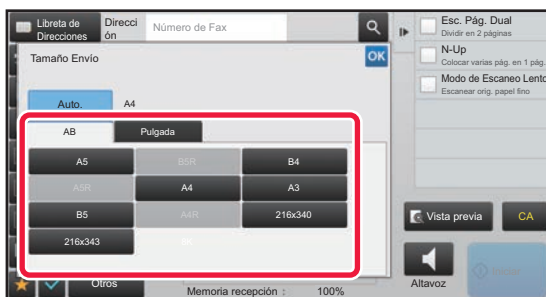 Libreta de
Direcciones
Direcci
ón
Número de Fax
Tamaño Envío
OK
Auto.
A4
AB
Pulgada
A5
B5R
B4
A5R
A4
A3
B5
A4R
216x340
216x343
8K
Otros
Memoria recepción :
100%
Esc. Pág. Dual
Dividir en 2 páginas
N-Up
Colocar varias pág. en 1 pág.
Modo de Escaneo Lento
Escanear orig. papel fino
Vista previa
CA
Altavoz